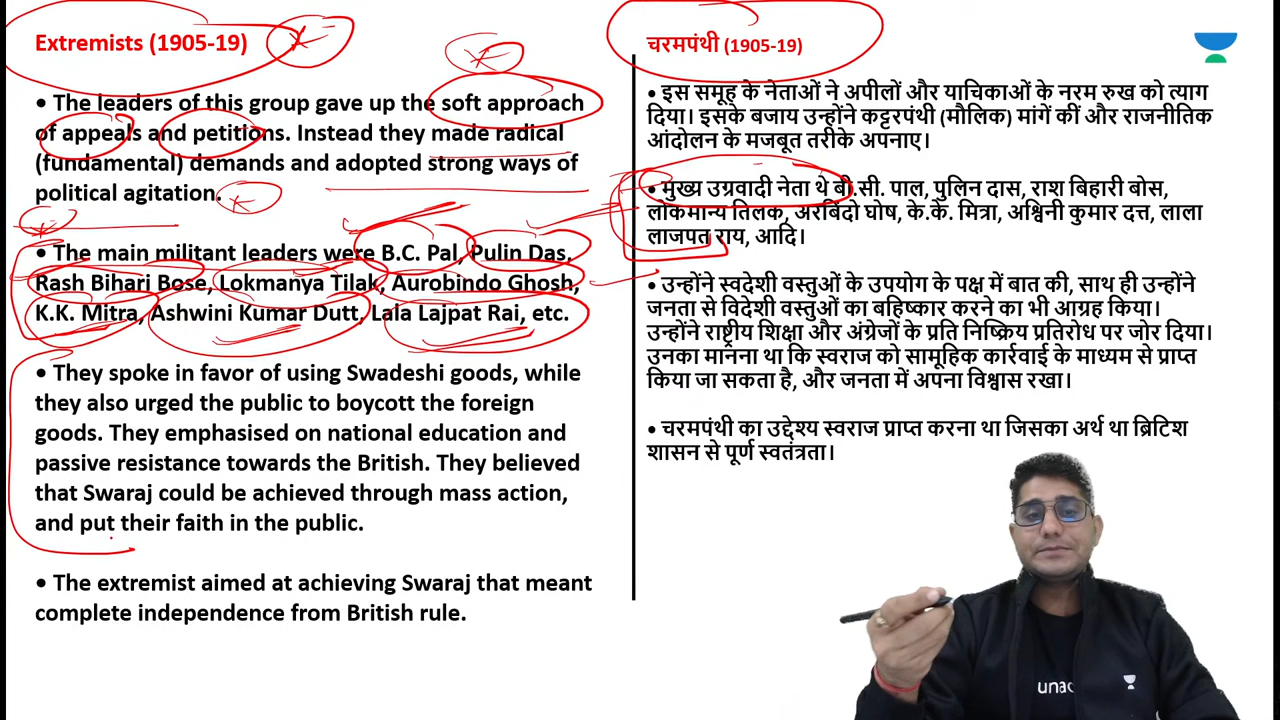 Extremists (1905-19)
• The leaders of this group gave up the soft approach
of appeals and petitions. Instead they made radical
(fundamental) demands and adopted strong ways of
political agitation.
• The main militant leaders were B.C. Pal, Pulin Das,
Rash Bihari Bose, Lokmanya Tilak, Aurobindo Ghosh,
K.K. Mitra, Ashwini Kumar Dutt, Lala Lajpat Rai, etc.
• They spoke in favor of using Swadeshi goods, while
they also urged the public to boycott the foreign
goods. They emphasised on national education and
passive resistance towards the British. They believed
that Swaraj could be achieved through mass action,
and put their faith in the public.
• The extremist aimed at achieving Swaraj that meant
complete independence from British rule.
चरमपंथी (1905-19)
• इस समूह के नेताओं ने अपीलों और याचिकाओं के नरम रुख को त्याग
दिया। इसके बजाय उन्होंने कट्टरपंथी (मौलिक) मांगें कीं और राजनीतिक
आंदोलन के मजबूत तरीके अपनाए।
• मुख्य उग्रवादी नेता थे बी.सी. पाल, पुलिन दास, राश बिहारी बोस,
लोकमान्य तिलक, अरबिंदो घोष, के.के. मित्रा, अश्विनी कुमार दत्त, लाला
लाजपत राय, आदि।
• उन्होंने स्वदेशी वस्तुओं के उपयोग के पक्ष में बात की, साथ ही उन्होंने
जनता से विदेशी वस्तुओं का बहिष्कार करने का भी आग्रह किया।
उन्होंने राष्ट्रीय शिक्षा और अंग्रेजों के प्रति निष्क्रिय प्रतिरोध पर जोर दिया।
उनका मानना था कि स्वराज को सामूहिक कार्रवाई के माध्यम से प्राप्त
किया जा सकता है, और जनता में अपना विश्वास रखा।
• चरमपंथी का उद्देश्य स्वराज प्राप्त करना था जिसका अर्थ था ब्रिटिश
शासन से पूर्ण स्वतंत्रता।
unac